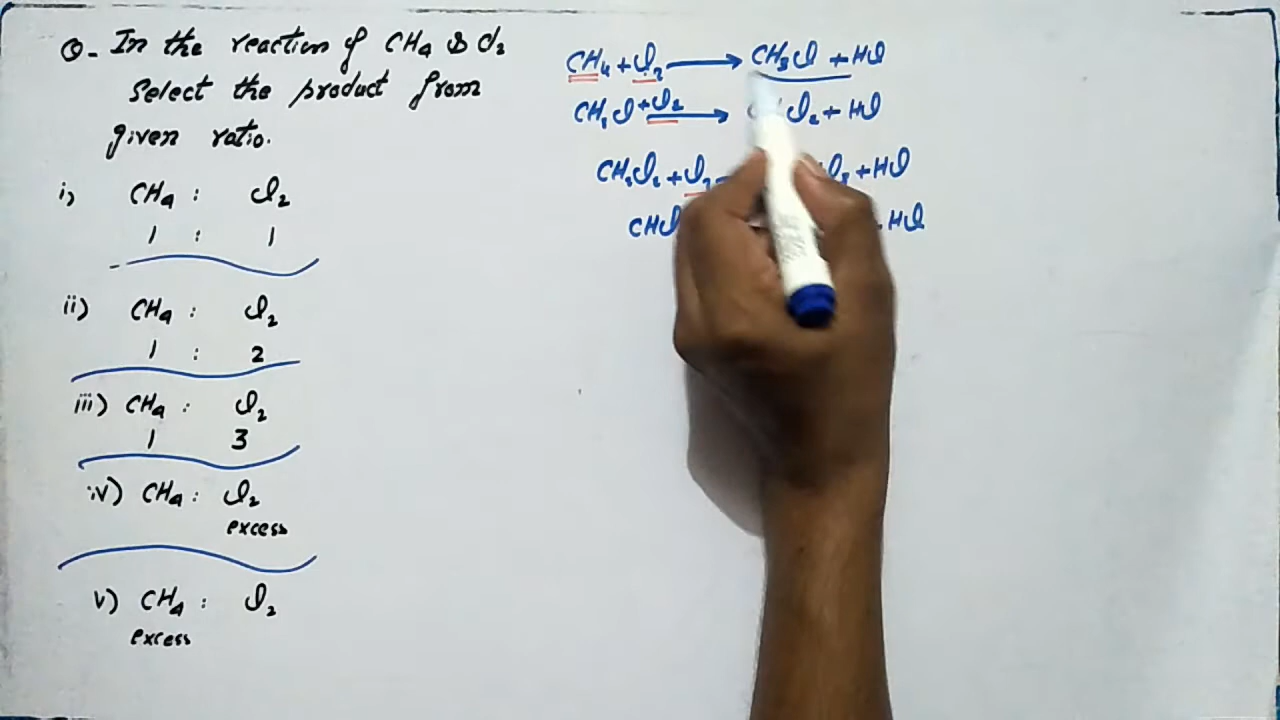 Q- In the reaction of CH₄ & Cl₂
Select the product from
given ratio.
i) CH₄ : Cl₂
1 : 1
ii) CH₄ : Cl₂
1 : 2
iii) CH₄ : Cl₂
1 3
iv) CH₄ : Cl₂
excess
v) CH₄ : Cl₂
excess
CH₄ + Cl₂ → CH₃Cl + HCl
CH₃Cl + Cl₂ → Cl₂ + HCl
CH₂Cl₂ + Cl₂ Cl₃ + HCl
CHCl HCl